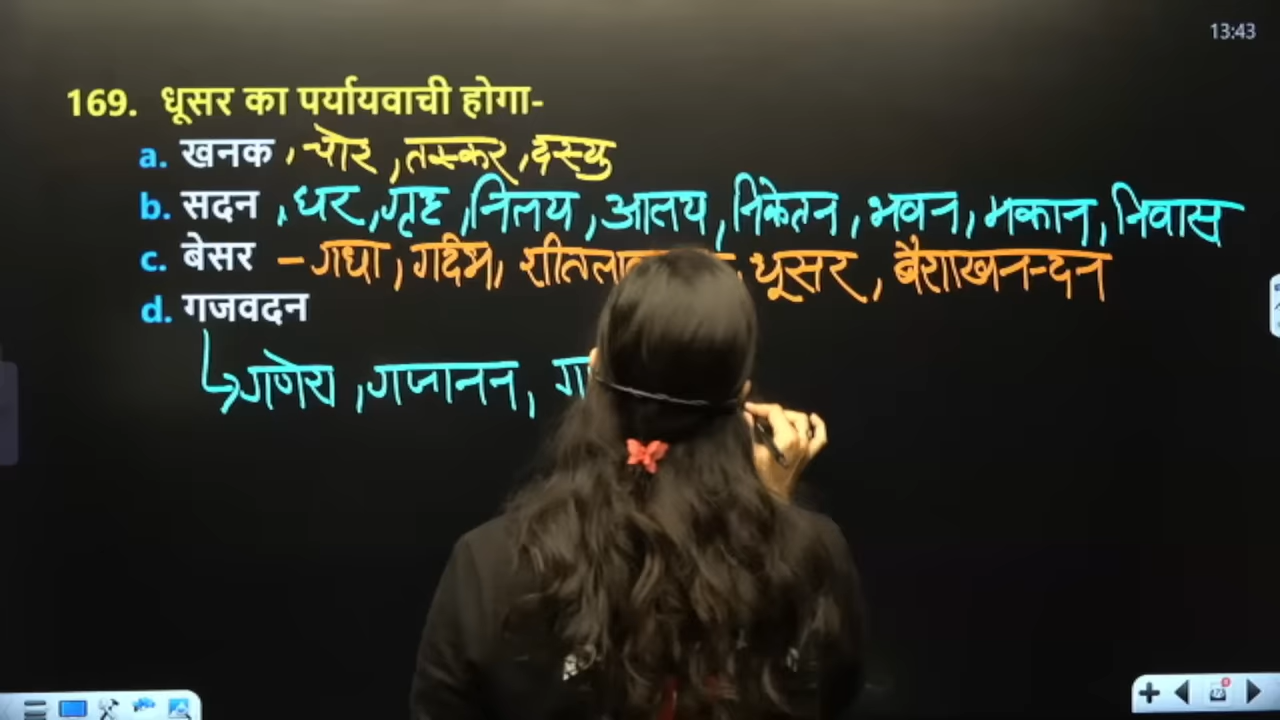 13:43
169. धूसर का पर्यायवाची होगा-
a. खनक , चोर , तस्कर , दस्यु
b. सदन , घर , गृह , निलय , आलय , निकेतन , भवन , मकान , निवास
c. बेसर - गधा , गर्दभ , धूसर , बैशाखनन्दन
d. गजवदन
गणेश , गजानन ,